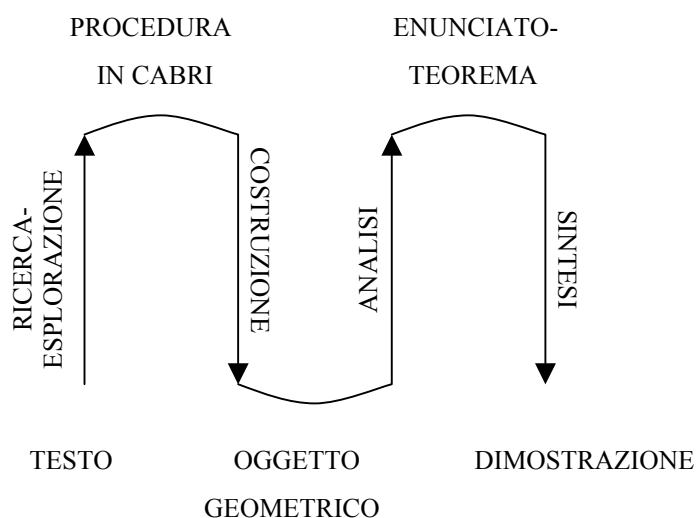 PROCEDURA
IN CABRI
ENUNCIATO-
TEOREMA
RICERCA-
ESPLORAZIONE
COSTRUZIONE
ANALISI
SINTESI
TESTO
OGGETTO
GEOMETRICO
DIMOSTRAZIONE